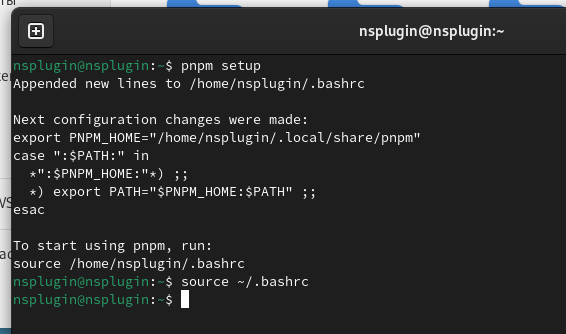 nsplugin@nsplugin:~
nsplugin@nsplugin:~$ pnpm setup
Appended new lines to /home/nsplugin/.bashrc

Next configuration changes were made:
export PNPM_HOME="/home/nsplugin/.local/share/pnpm"
case ":$PATH:" in
  *":$PNPM_HOME:"*) ;;
  *) export PATH="$PNPM_HOME:$PATH" ;;
esac

To start using pnpm, run:
source /home/nsplugin/.bashrc
nsplugin@nsplugin:~$ source ~/.bashrc
nsplugin@nsplugin:~$